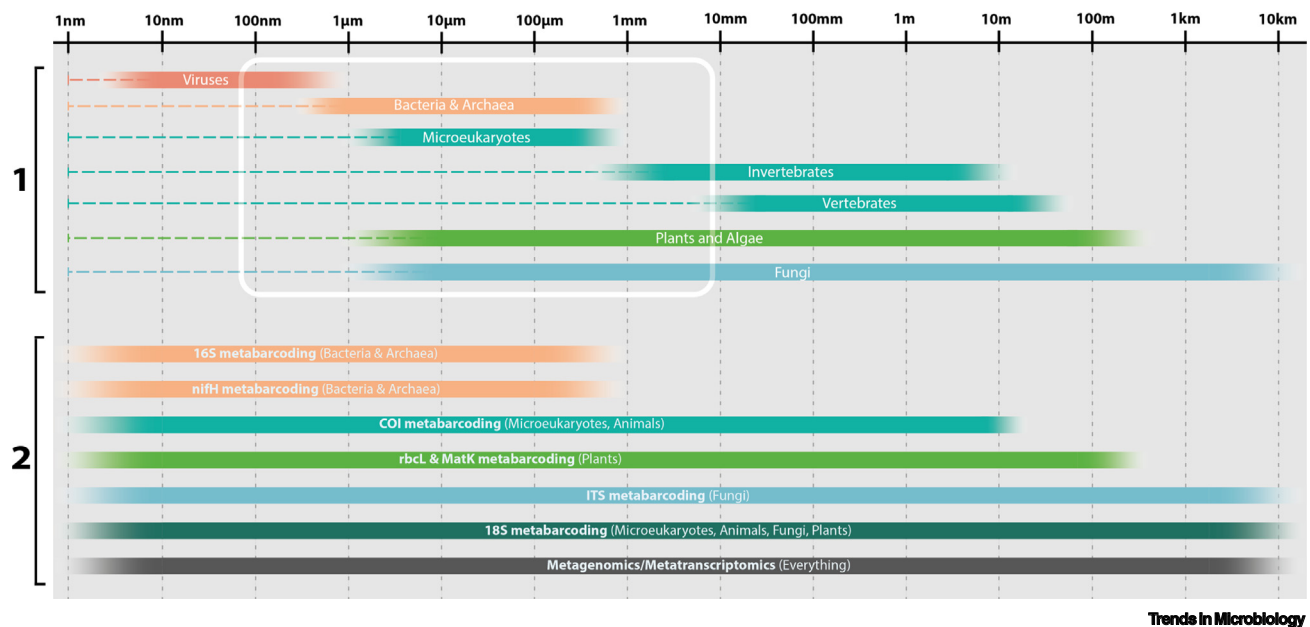 1nm 10nm 100nm 1μm 10μm 100μm 1mm 10mm 100mm 1m 10m 100m 1km 10km
1
Viruses
Bacteria & Archaea
Microeukaryotes
Invertebrates
Vertebrates
Plants and Algae
Fungi
2
16S metabarcoding (Bacteria & Archaea)
nifH metabarcoding (Bacteria & Archaea)
COI metabarcoding (Microeukaryotes, Animals)
rbcL & MatK metabarcoding (Plants)
ITS metabarcoding (Fungi)
18S metabarcoding (Microeukaryotes, Animals, Fungi, Plants)
Metagenomics/Metatranscriptomics (Everything)
Trends in Microbiology